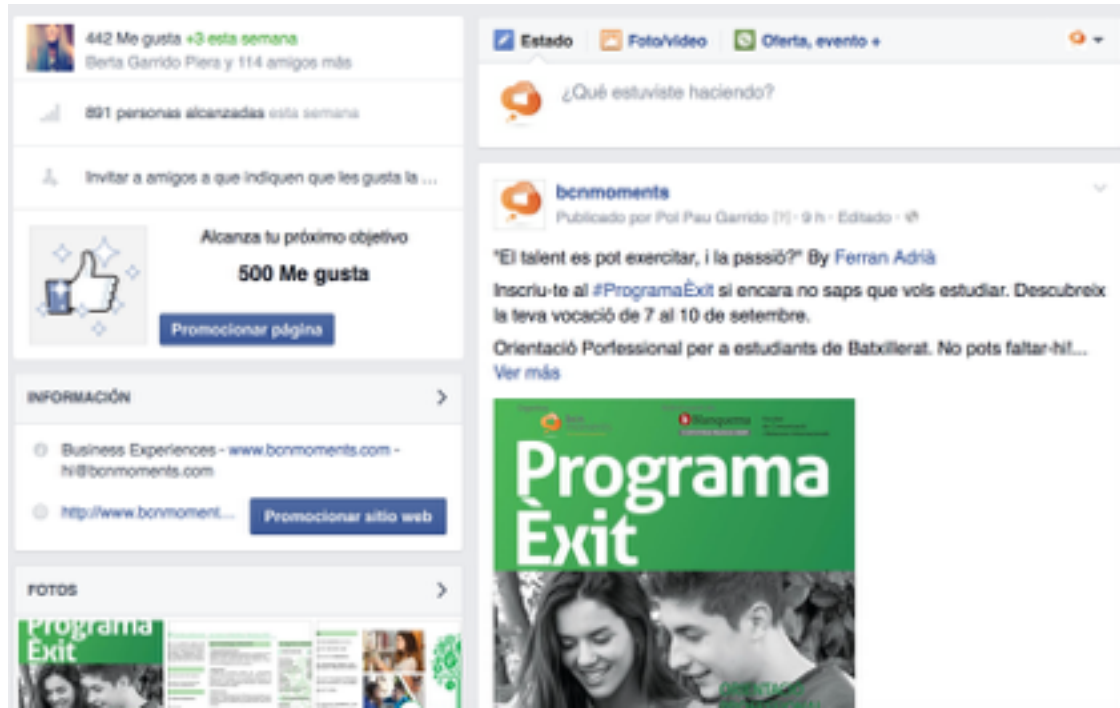 442 Me gusta +3 esta semana
Berta Garrido Piera y 114 amigos más
891 personas alcanzadas esta semana
Invitar a amigos a que indiquen que les gusta la ...
Alcanza tu próximo objetivo
500 Me gusta
Promocionar página
INFORMACIÓN
Business Experiences - www.bcnmoments.com -
hi@bcnmoments.com
http://www.bcnmoment...
Promocionar sitio web
FOTOS
Programa
Èxit
Estado
Foto/vídeo
Oferta, evento +
¿Qué estuviste haciendo?
bcnmoments
Publicado por Pol Pau Garrido [?] · 9 h · Editado ·
"El talent es pot exercitar, i la passió?" By Ferran Adrià
Inscriu-te al #ProgramaÈxit si encara no saps que vols estudiar. Descubreix
la teva vocació de 7 al 10 de setembre.
Orientació Porfessional per a estudiants de Batxillerat. No pots faltar-hi!...
Ver más
Blanquerna
Programa
Èxit
ORIENTACIÓ